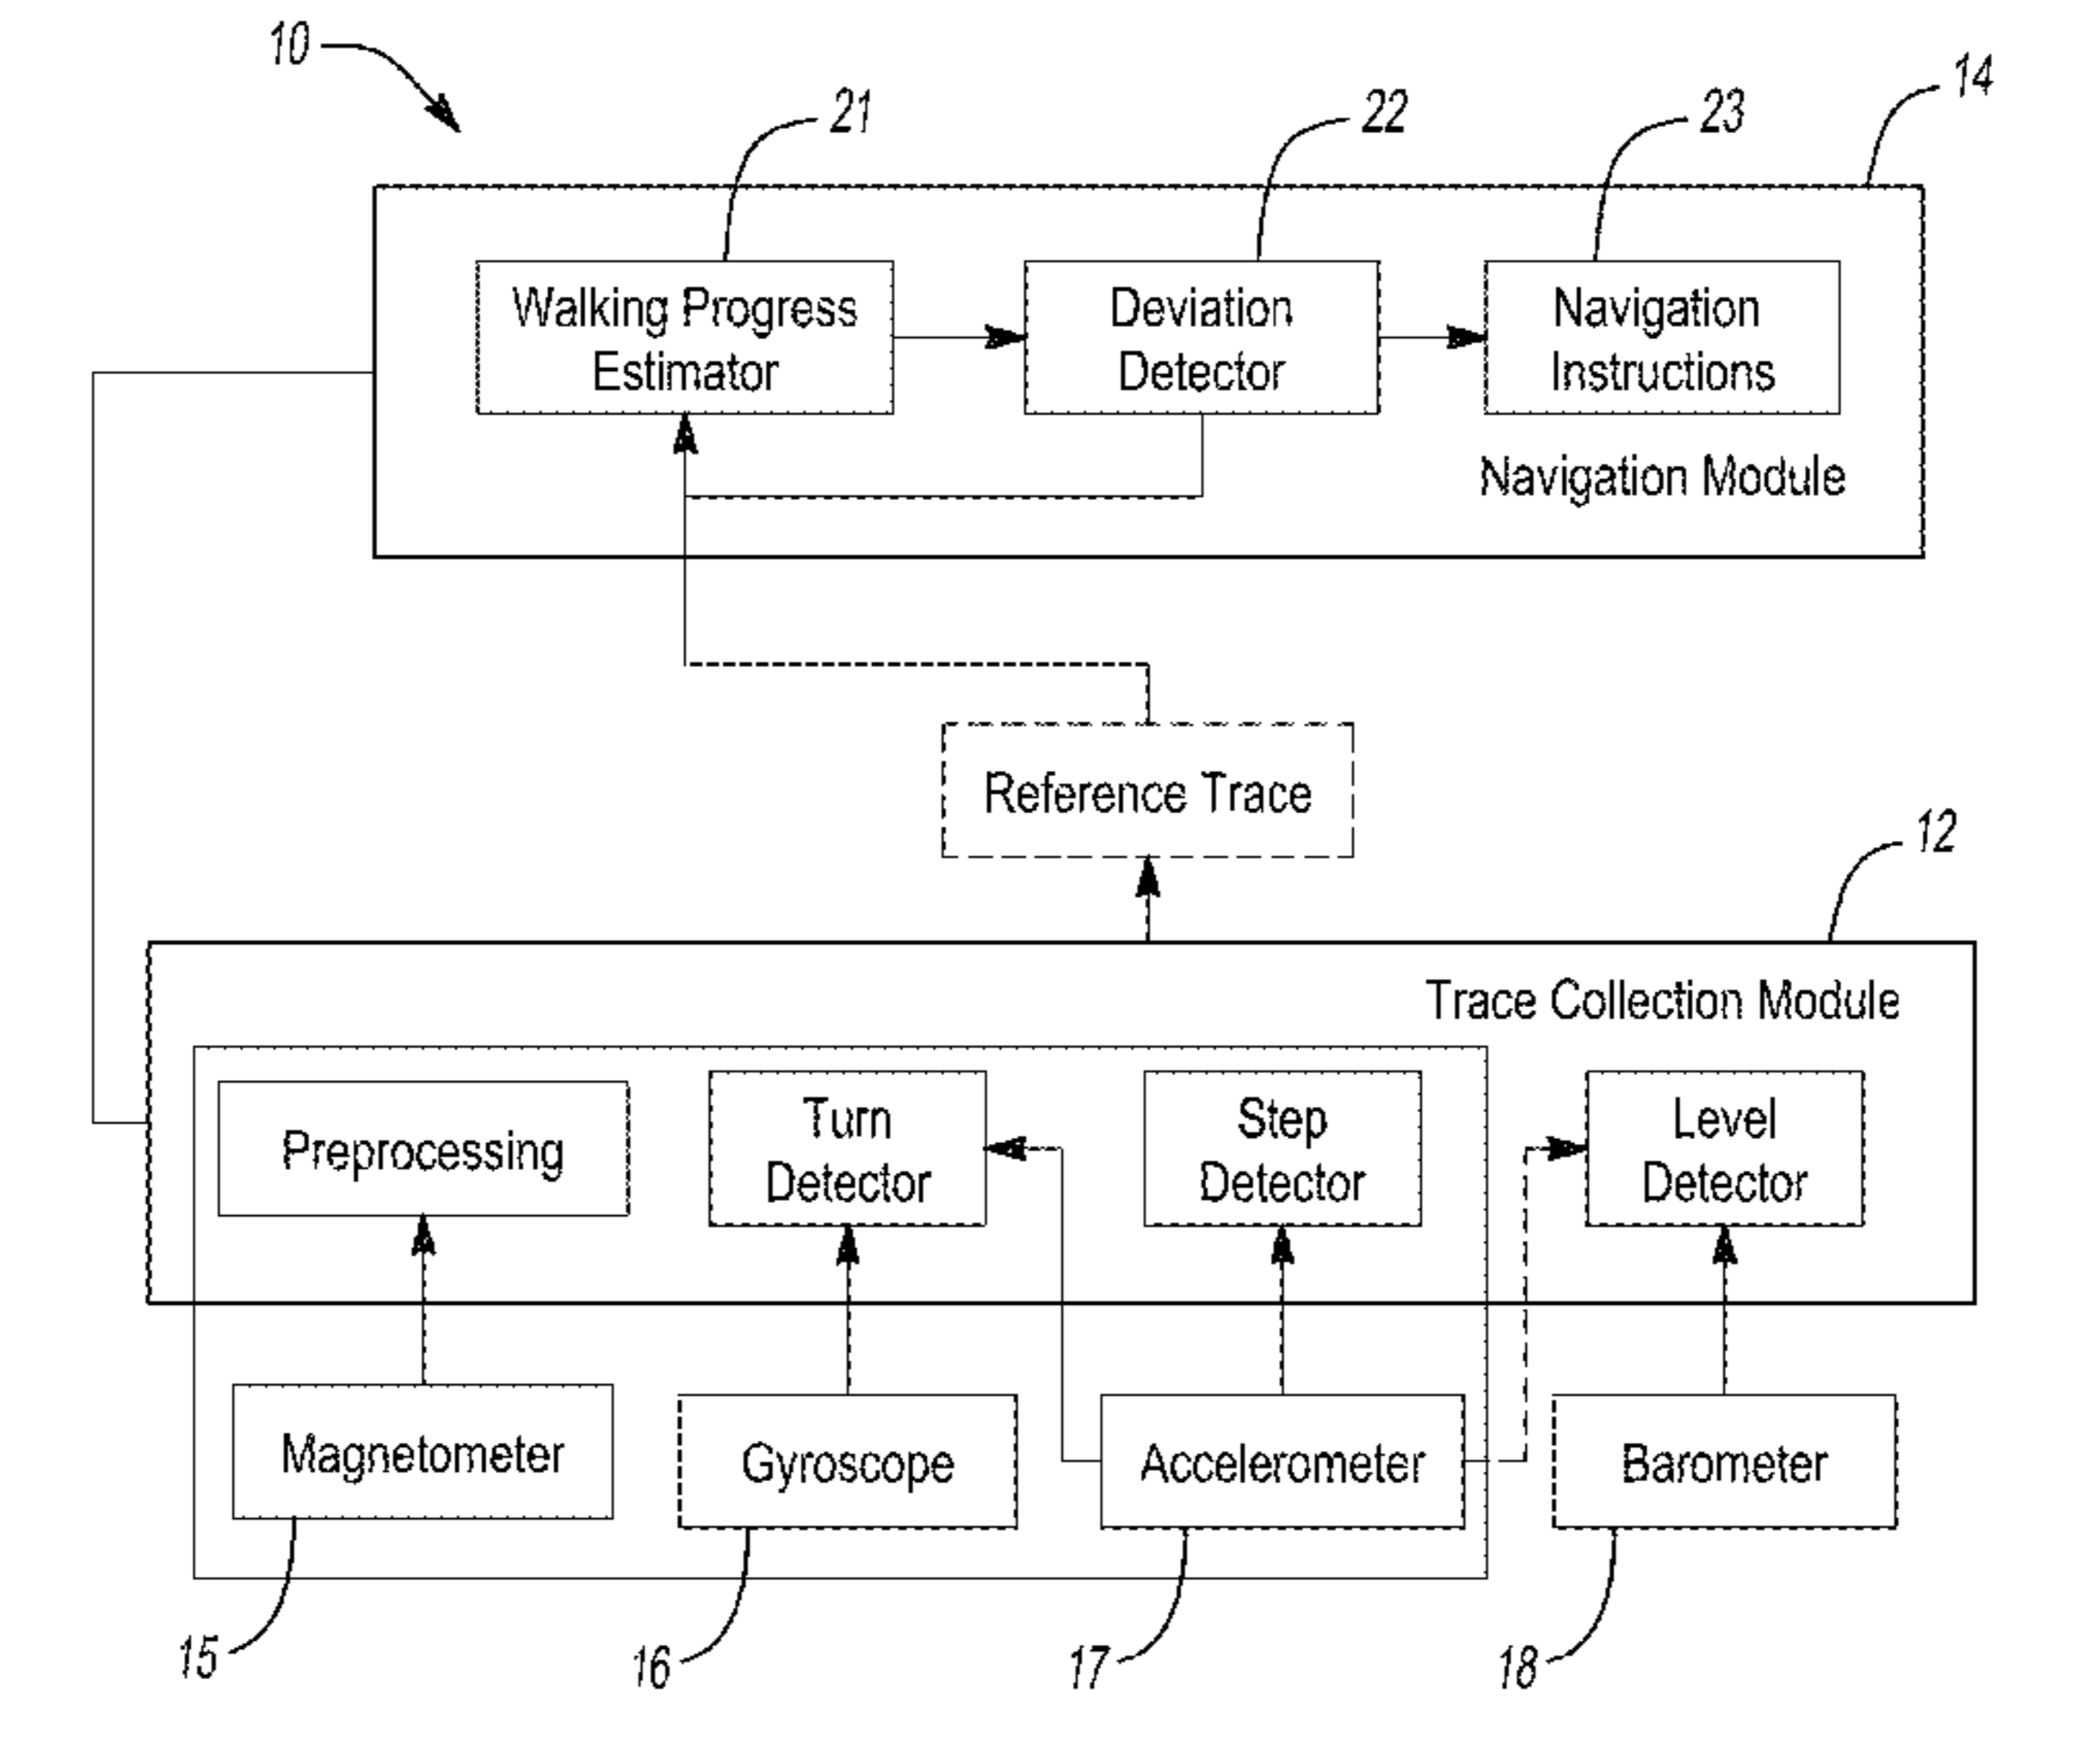 10
14
21
22
23
Walking Progress
Estimator
Deviation
Detector
Navigation
Instructions
Navigation Module
Reference Trace
12
Trace Collection Module
Preprocessing
Turn
Detector
Step
Detector
Level
Detector
Magnetometer
Gyroscope
Accelerometer
Barometer
15
16
17
18